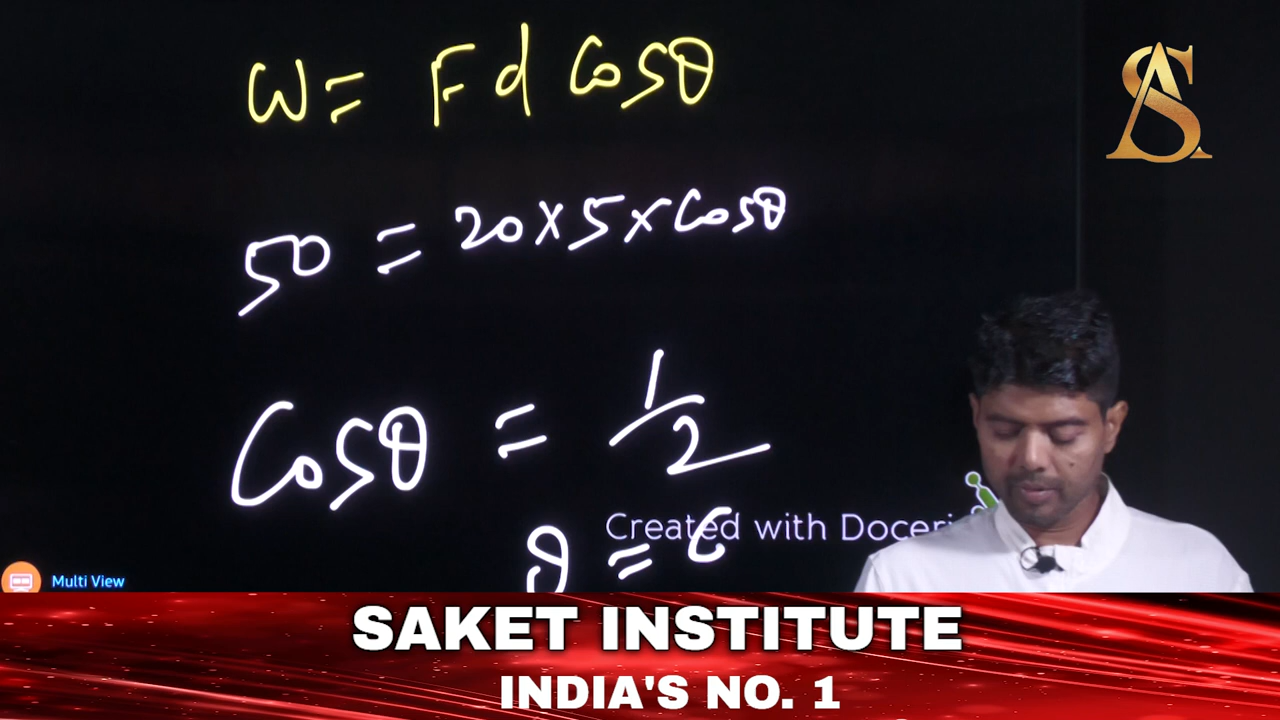 W = Fd Cosθ
50 = 20 × 5 × Cosθ
Cosθ = 1/2
Created with Doceri
θ =
Multi View
SAKET INSTITUTE
INDIA'S NO. 1